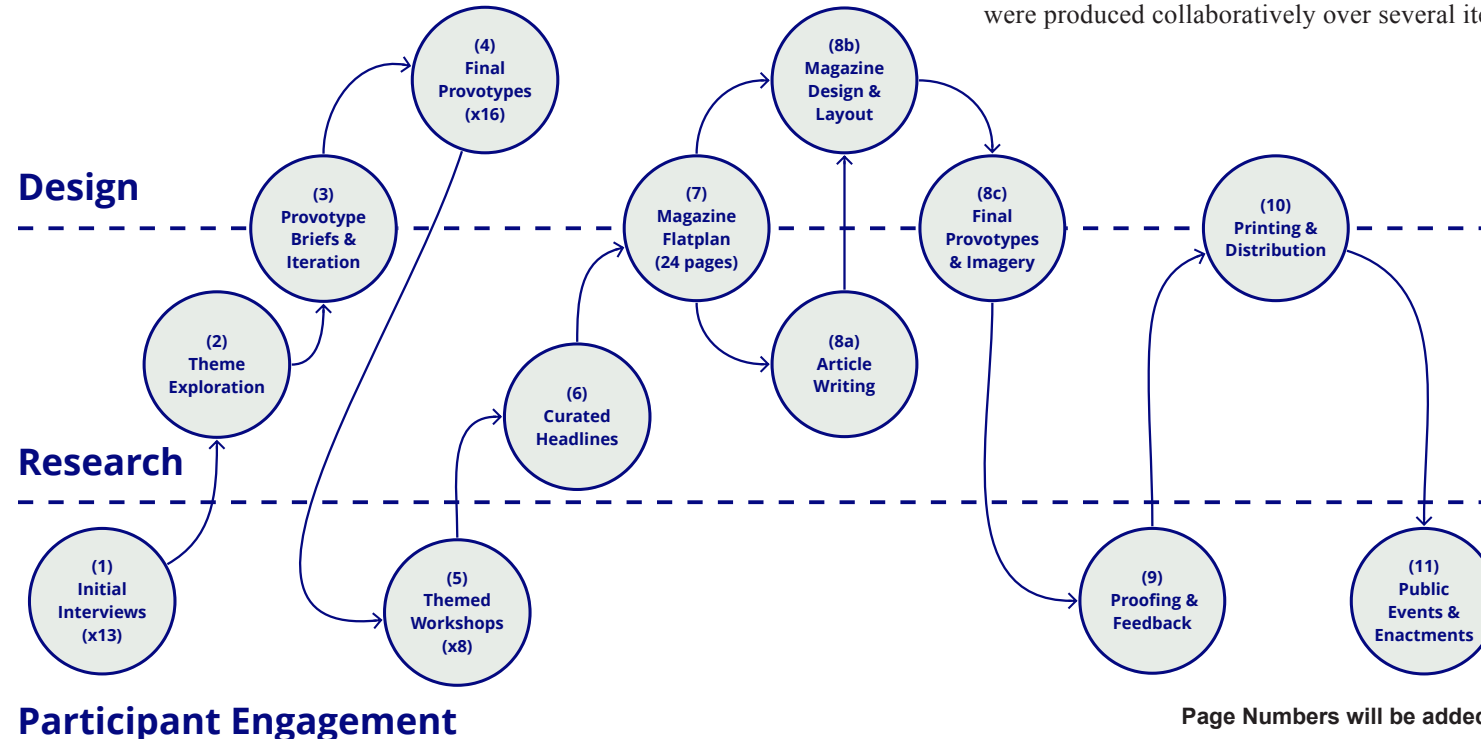 were produced collaboratively over several ite
(4)
Final
Provotypes
(x16)
(8b)
Magazine
Design &
Layout
Design
(3)
Provotype
Briefs &
Iteration
(7)
Magazine
Flatplan
(24 pages)
(8c)
Final
Provotypes
& Imagery
(10)
Printing &
Distribution
(2)
Theme
Exploration
(8a)
Article
Writing
(6)
Curated
Headlines
Research
(1)
Initial
Interviews
(x13)
(5)
Themed
Workshops
(x8)
(9)
Proofing &
Feedback
(11)
Public
Events &
Enactments
Participant Engagement
Page Numbers will be added